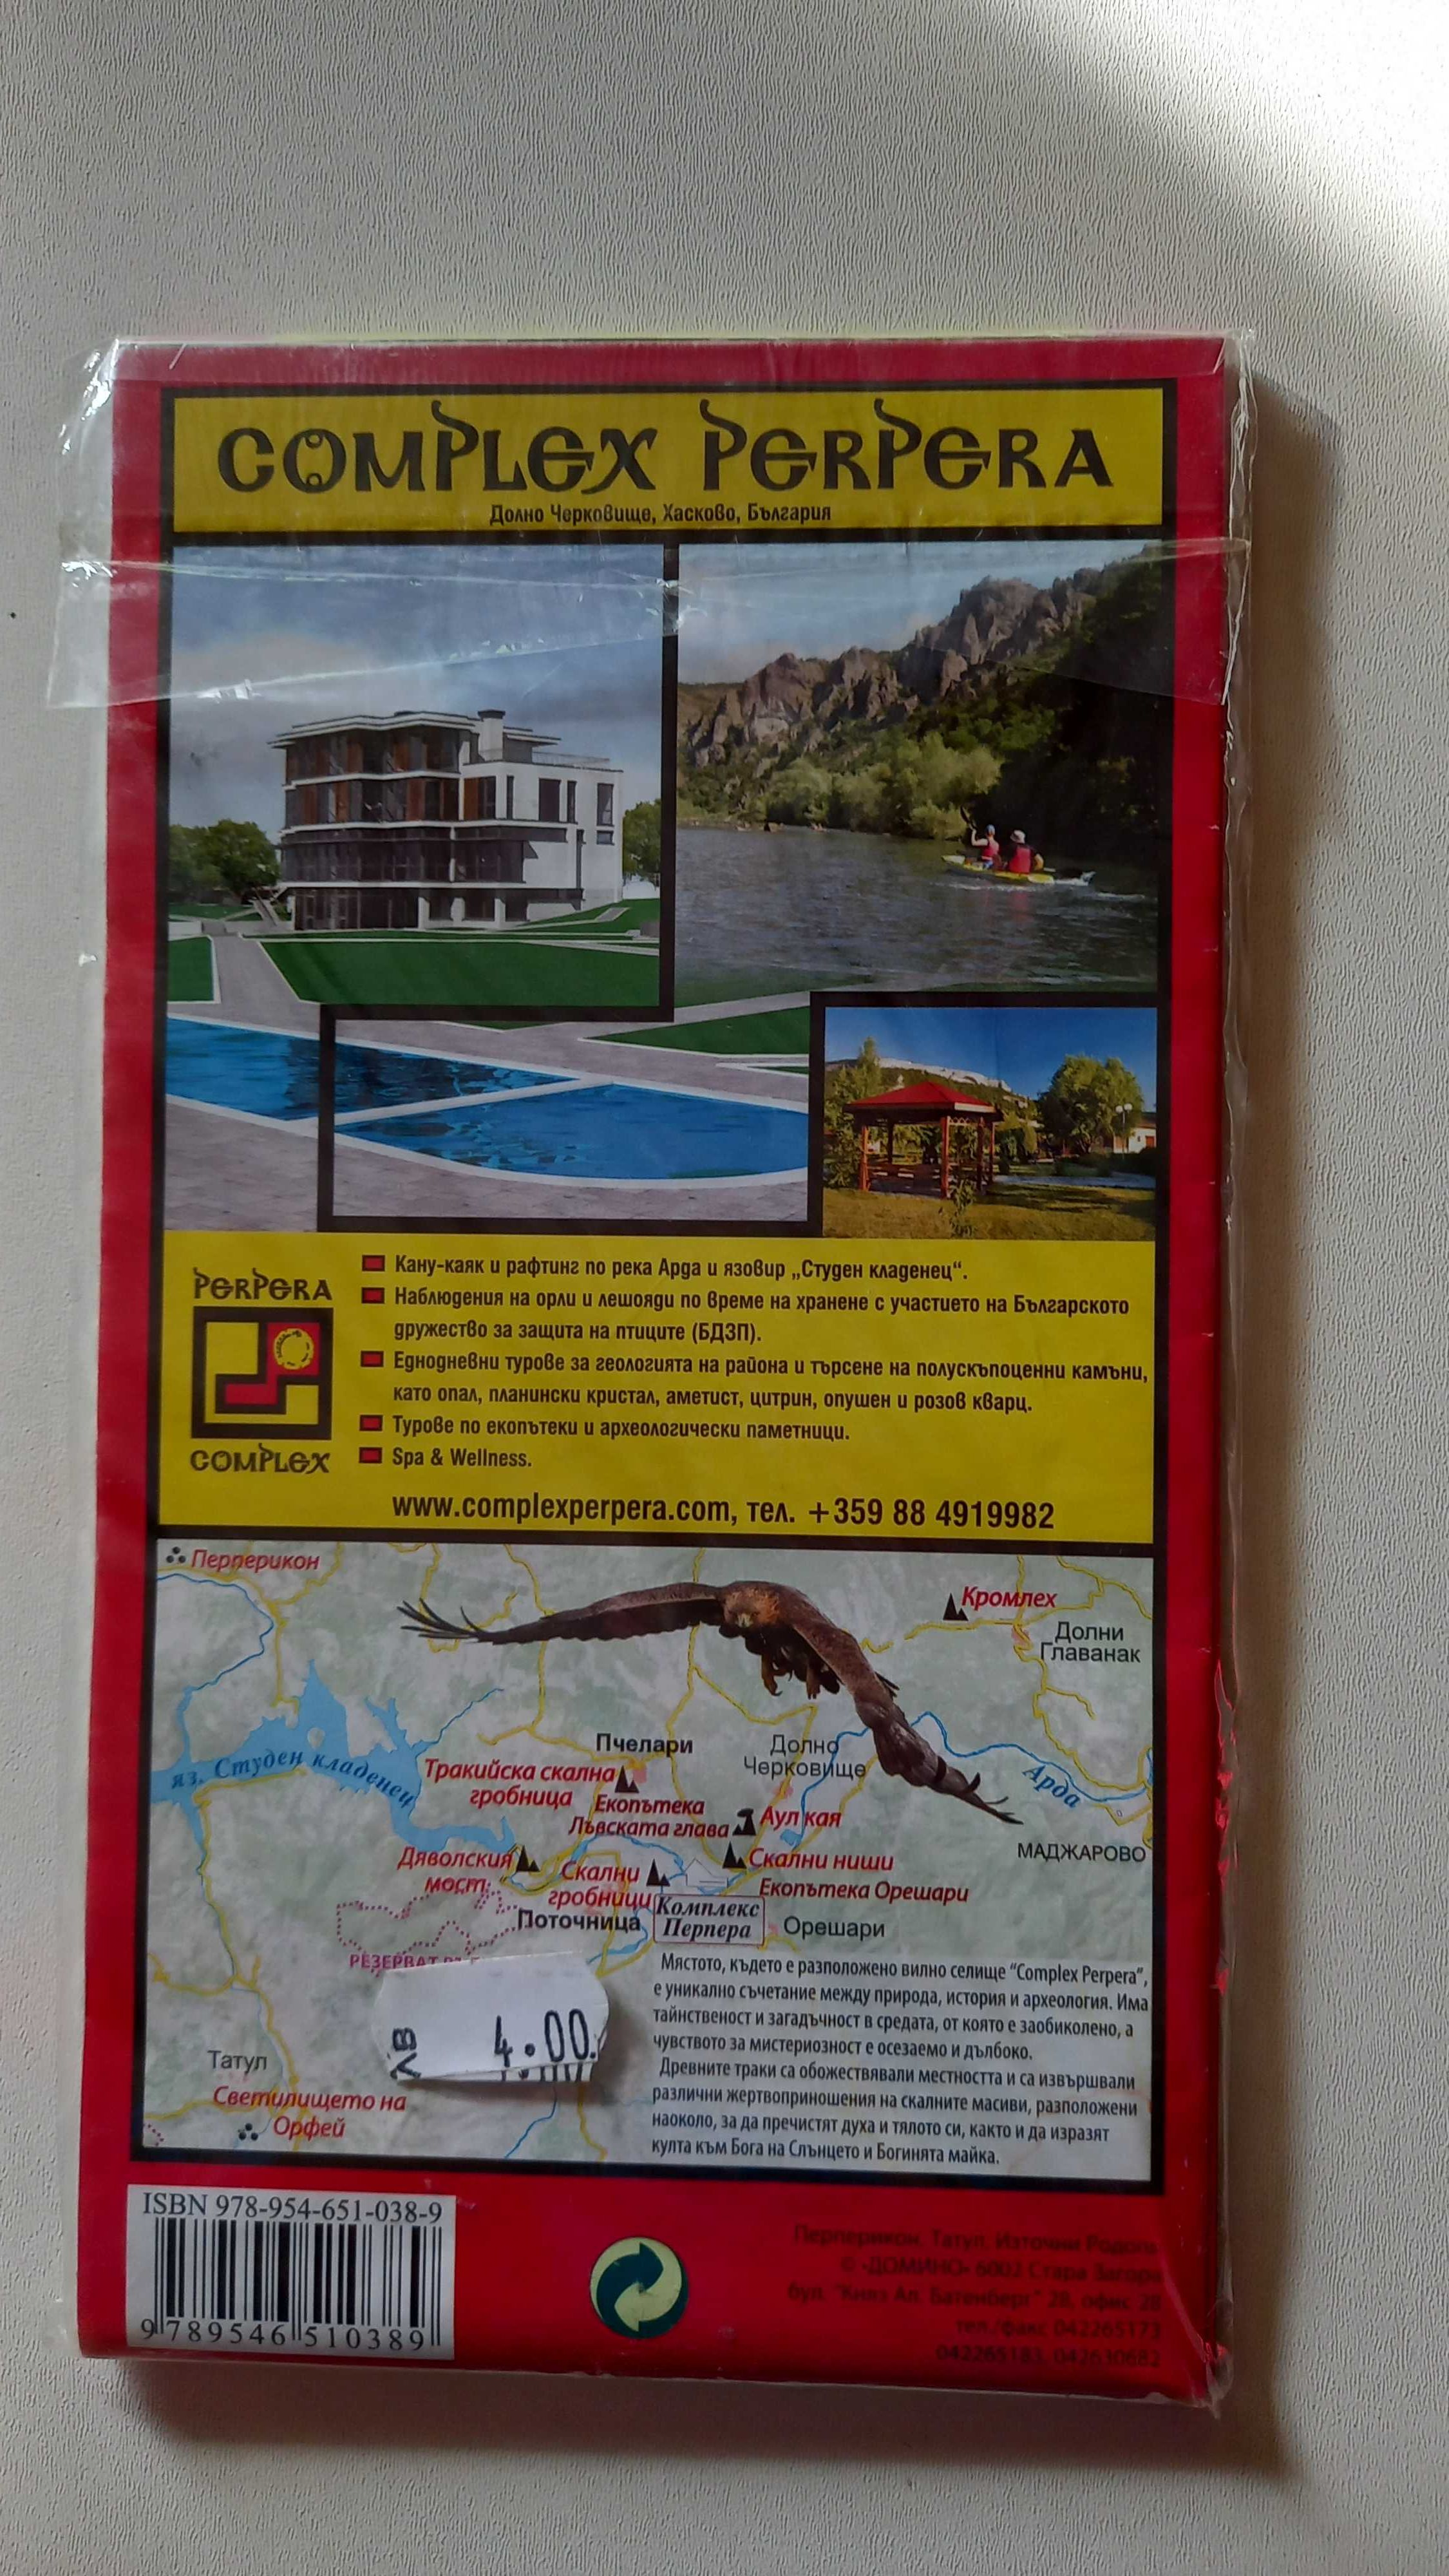 COMPLEX PERPERA
Долно Черковище, Хасково, България
PERPERA
COMPLEX
Кану-каяк и рафтинг по река Арда и язовир „Студен кладенец“.
Наблюдения на орли и лешояди по време на хранене с участието на Българското
дружество за защита на птиците (БДЗП).
Еднодневни турове за геологията на района и търсене на полускъпоценни камъни,
като опал, планински кристал, аметист, цитрин, опушен и розов кварц.
Турове по екопътеки и археологически паметници.
Spa & Wellness.
www.complexperpera.com, тел. +359 88 4919982
Перперикон
Кромлех
Долни
Главанак
яз. Студен кладенец
Пчелари
Долно
Черковище
Арда
Тракийска скална
гробница
Екопътека
Лъвската глава
Аул кая
МАДЖАРОВО
Дяволския
мост
Скални
гробници
Скални ниши
Екопътека Орешари
Поточница
Комплекс
Перпера
Орешари
РЕЗЕРВАТ
Мястото, където е разположено вилно селище “Complex Perpera”,
е уникално съчетание между природа, история и археология. Има
тайнственост и загадъчност в средата, от която е заобиколено, а
чувството за мистериозност е осезаемо и дълбоко.
Древните траки са обожествявали местността и са извършвали
различни жертвоприношения на скалните масиви, разположени
наоколо, за да пречистят духа и тялото си, както и да изразят
култа към Бога на Слънцето и Богинята майка.
ЛВ 4.00
Татул
Светилището на
Орфей
ISBN 978-954-651-038-9
9 789546 510389
Перперикон, Татул, Източни Родопи
© -ДОМИНО- 6002 Стара Загора
бул. "Княз Ал. Батенберг" 28, офис 28
тел./факс 042265173
042265183, 042630682